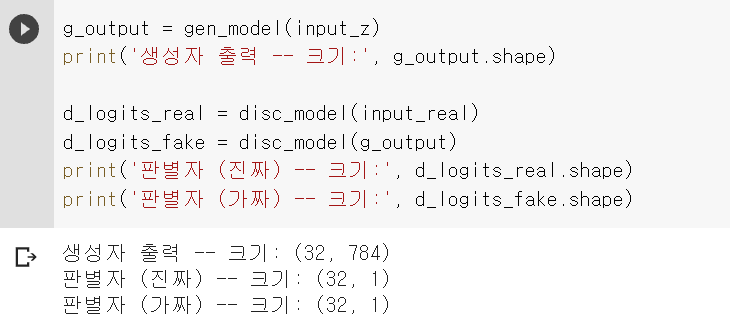 g_output = gen_model(input_z)
print('생성자 출력 -- 크기:', g_output.shape)
d_logits_real = disc_model(input_real)
d_logits_fake = disc_model(g_output)
print('판별자 (진짜) -- 크기:', d_logits_real.shape)
print('판별자 (가짜) -- 크기:', d_logits_fake.shape)
생성자 출력 -- 크기: (32, 784)
판별자 (진짜) -- 크기: (32, 1)
판별자 (가짜) -- 크기: (32, 1)